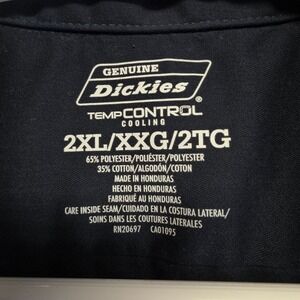 GENUINE
Dickies
TEMPCONTROL
COOLING
2XL/XXG/2TG
65% POLYESTER/POLIÉSTER/POLYESTER
35% COTTON/ALGODÓN/COTON
MADE IN HONDURAS
HECHO EN HONDURAS
FABRIQUÉ AU HONDURAS
CARE INSIDE SEAM/CUIDADO EN LA COSTURA LATERAL/
SOINS DANS LES COUTURES LATERALES
RN20697 CA01095